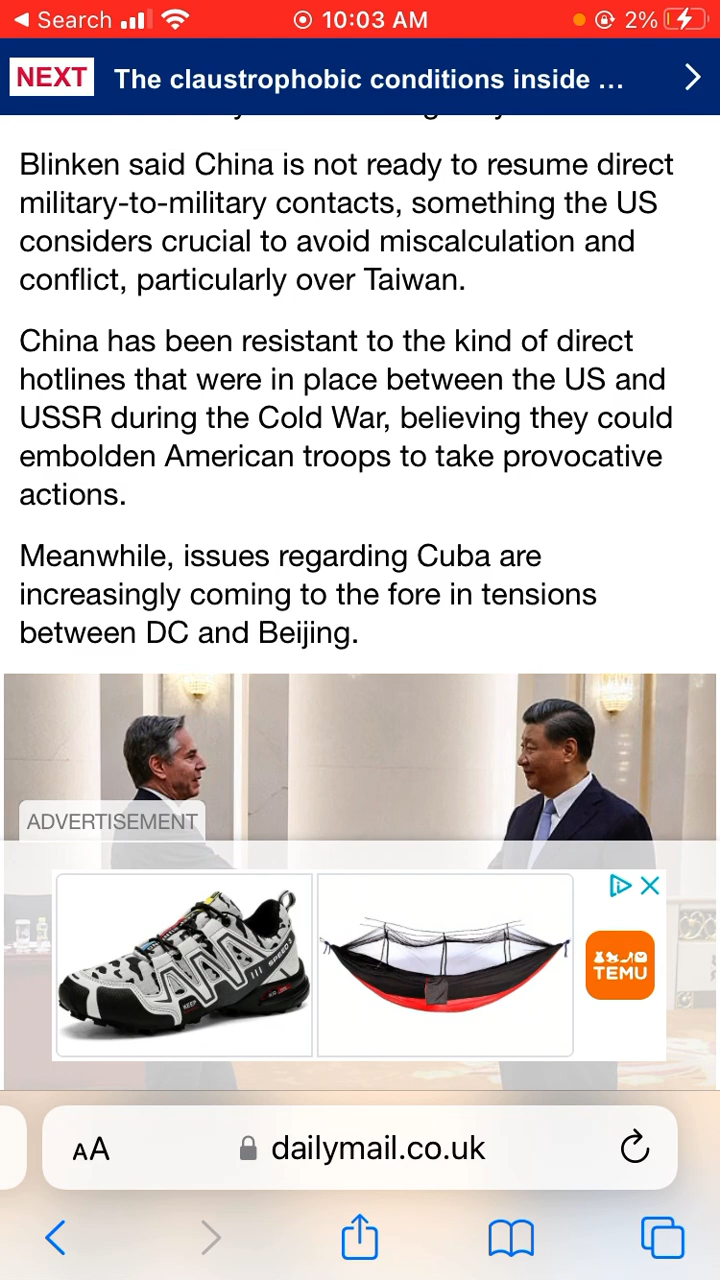 Search
10:03 AM
2%
NEXT The claustrophobic conditions inside ...
Blinken said China is not ready to resume direct
military-to-military contacts, something the US
considers crucial to avoid miscalculation and
conflict, particularly over Taiwan.
China has been resistant to the kind of direct
hotlines that were in place between the US and
USSR during the Cold War, believing they could
embolden American troops to take provocative
actions.
Meanwhile, issues regarding Cuba are
increasingly coming to the fore in tensions
between DC and Beijing.
ADVERTISEMENT
SPEED 3
KEEP
TEMU
AA
dailymail.co.uk